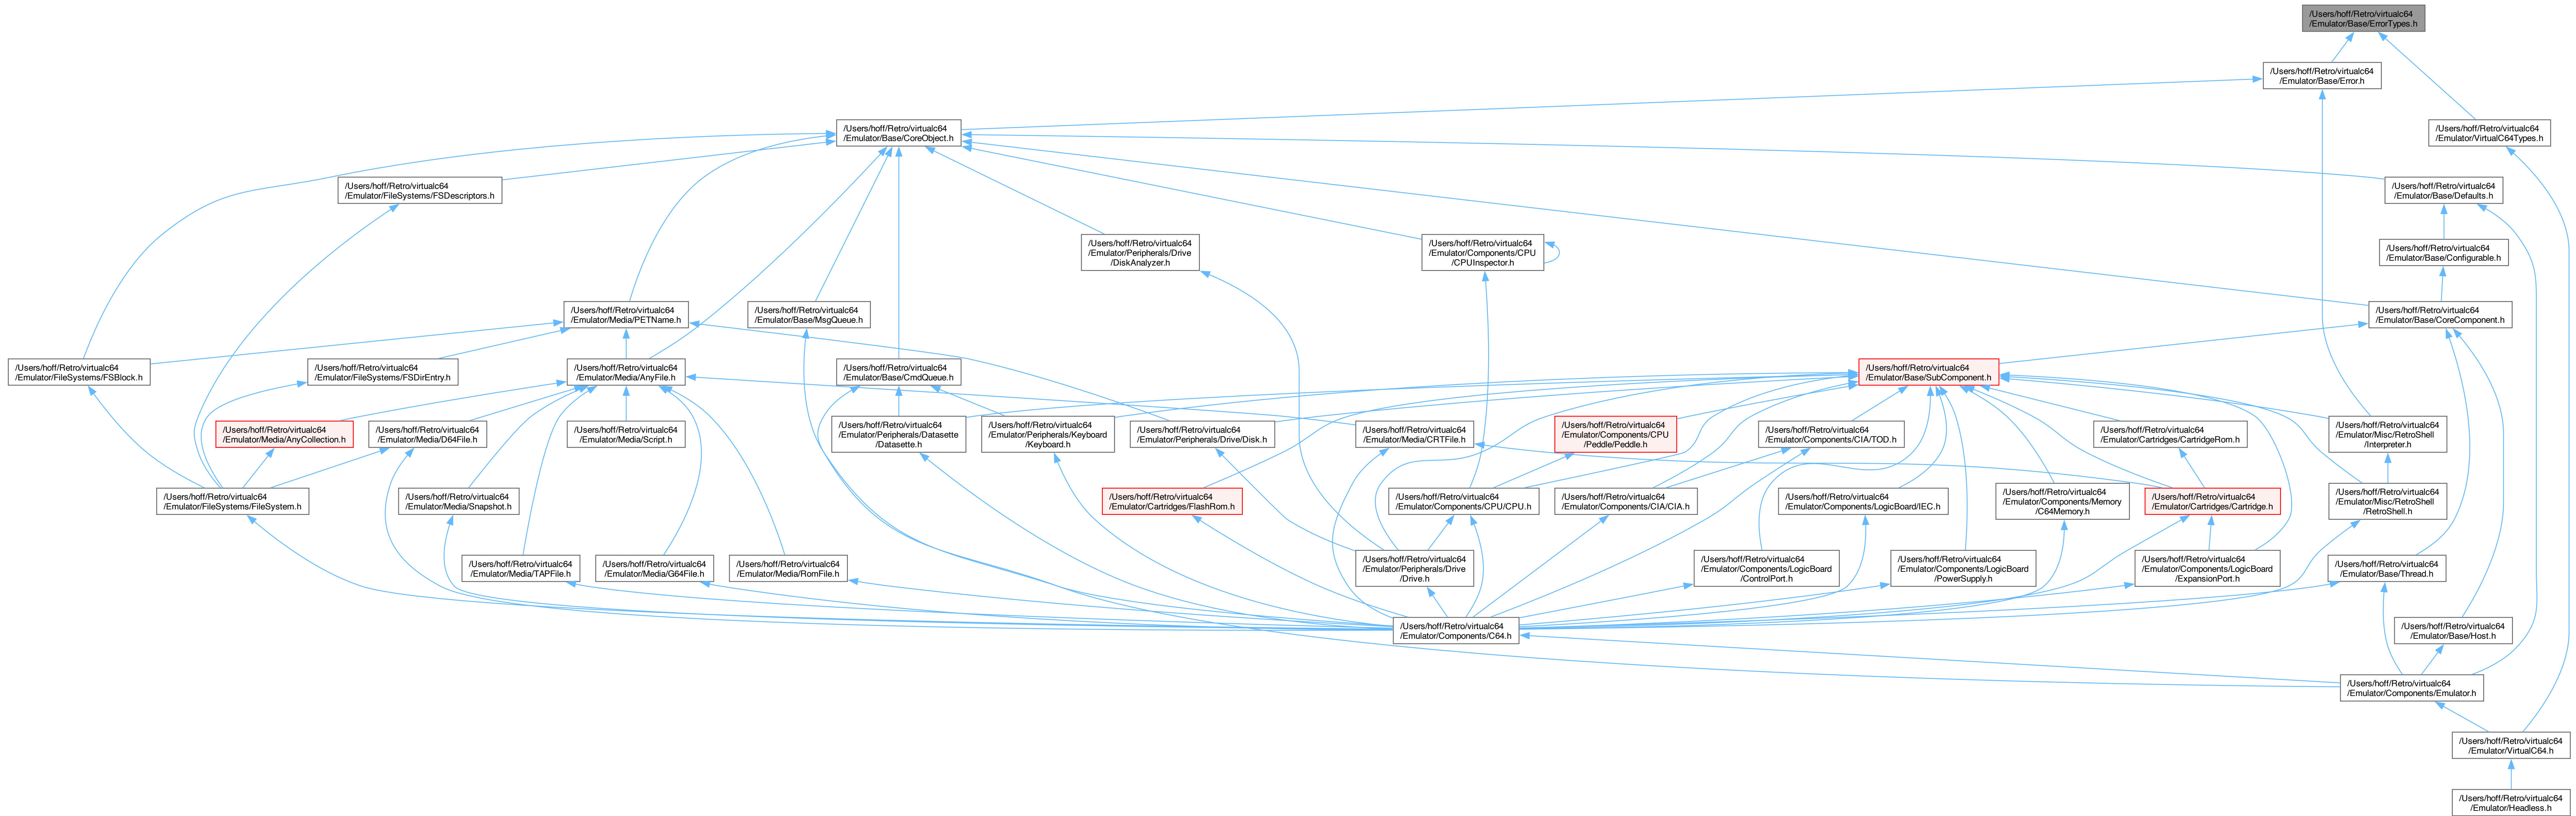 /Users/hoff/Retro/virtualc64
/Emulator/Base/ErrorTypes.h
/Users/hoff/Retro/virtualc64
/Emulator/Base/Error.h
/Users/hoff/Retro/virtualc64
/Emulator/Base/CoreObject.h
/Users/hoff/Retro/virtualc64
/Emulator/VirtualC64Types.h
/Users/hoff/Retro/virtualc64
/Emulator/FileSystems/FSDescriptors.h
/Users/hoff/Retro/virtualc64
/Emulator/Base/Defaults.h
/Users/hoff/Retro/virtualc64
/Emulator/Peripherals/Drive
/DiskAnalyzer.h
/Users/hoff/Retro/virtualc64
/Emulator/Components/CPU
/CPUInspector.h
/Users/hoff/Retro/virtualc64
/Emulator/Base/Configurable.h
/Users/hoff/Retro/virtualc64
/Emulator/Media/PETName.h
/Users/hoff/Retro/virtualc64
/Emulator/Base/MsgQueue.h
/Users/hoff/Retro/virtualc64
/Emulator/Base/CoreComponent.h
/Users/hoff/Retro/virtualc64
/Emulator/FileSystems/FSBlock.h
/Users/hoff/Retro/virtualc64
/Emulator/FileSystems/FSDirEntry.h
/Users/hoff/Retro/virtualc64
/Emulator/Media/AnyFile.h
/Users/hoff/Retro/virtualc64
/Emulator/Base/CmdQueue.h
/Users/hoff/Retro/virtualc64
/Emulator/Base/SubComponent.h
/Users/hoff/Retro/virtualc64
/Emulator/Media/AnyCollection.h
/Users/hoff/Retro/virtualc64
/Emulator/Media/D64File.h
/Users/hoff/Retro/virtualc64
/Emulator/Media/Script.h
/Users/hoff/Retro/virtualc64
/Emulator/Peripherals/Datasette
/Datasette.h
/Users/hoff/Retro/virtualc64
/Emulator/Peripherals/Keyboard
/Keyboard.h
/Users/hoff/Retro/virtualc64
/Emulator/Peripherals/Drive/Disk.h
/Users/hoff/Retro/virtualc64
/Emulator/Media/CRTFile.h
/Users/hoff/Retro/virtualc64
/Emulator/Components/CPU
/Peddle/Peddle.h
/Users/hoff/Retro/virtualc64
/Emulator/Components/CIA/TOD.h
/Users/hoff/Retro/virtualc64
/Emulator/Cartridges/CartridgeRom.h
/Users/hoff/Retro/virtualc64
/Emulator/Misc/RetroShell
/Interpreter.h
/Users/hoff/Retro/virtualc64
/Emulator/FileSystems/FileSystem.h
/Users/hoff/Retro/virtualc64
/Emulator/Media/Snapshot.h
/Users/hoff/Retro/virtualc64
/Emulator/Cartridges/FlashRom.h
/Users/hoff/Retro/virtualc64
/Emulator/Components/CPU/CPU.h
/Users/hoff/Retro/virtualc64
/Emulator/Components/CIA/CIA.h
/Users/hoff/Retro/virtualc64
/Emulator/Components/LogicBoard/IEC.h
/Users/hoff/Retro/virtualc64
/Emulator/Components/Memory
/C64Memory.h
/Users/hoff/Retro/virtualc64
/Emulator/Cartridges/Cartridge.h
/Users/hoff/Retro/virtualc64
/Emulator/Misc/RetroShell
/RetroShell.h
/Users/hoff/Retro/virtualc64
/Emulator/Media/TAPFile.h
/Users/hoff/Retro/virtualc64
/Emulator/Media/G64File.h
/Users/hoff/Retro/virtualc64
/Emulator/Media/RomFile.h
/Users/hoff/Retro/virtualc64
/Emulator/Peripherals/Drive
/Drive.h
/Users/hoff/Retro/virtualc64
/Emulator/Components/LogicBoard
/ControlPort.h
/Users/hoff/Retro/virtualc64
/Emulator/Components/LogicBoard
/PowerSupply.h
/Users/hoff/Retro/virtualc64
/Emulator/Components/LogicBoard
/ExpansionPort.h
/Users/hoff/Retro/virtualc64
/Emulator/Base/Thread.h
/Users/hoff/Retro/virtualc64
/Emulator/Components/C64.h
/Users/hoff/Retro/virtualc64
/Emulator/Base/Host.h
/Users/hoff/Retro/virtualc64
/Emulator/Components/Emulator.h
/Users/hoff/Retro/virtualc64
/Emulator/VirtualC64.h
/Users/hoff/Retro/virtualc64
/Emulator/Headless.h